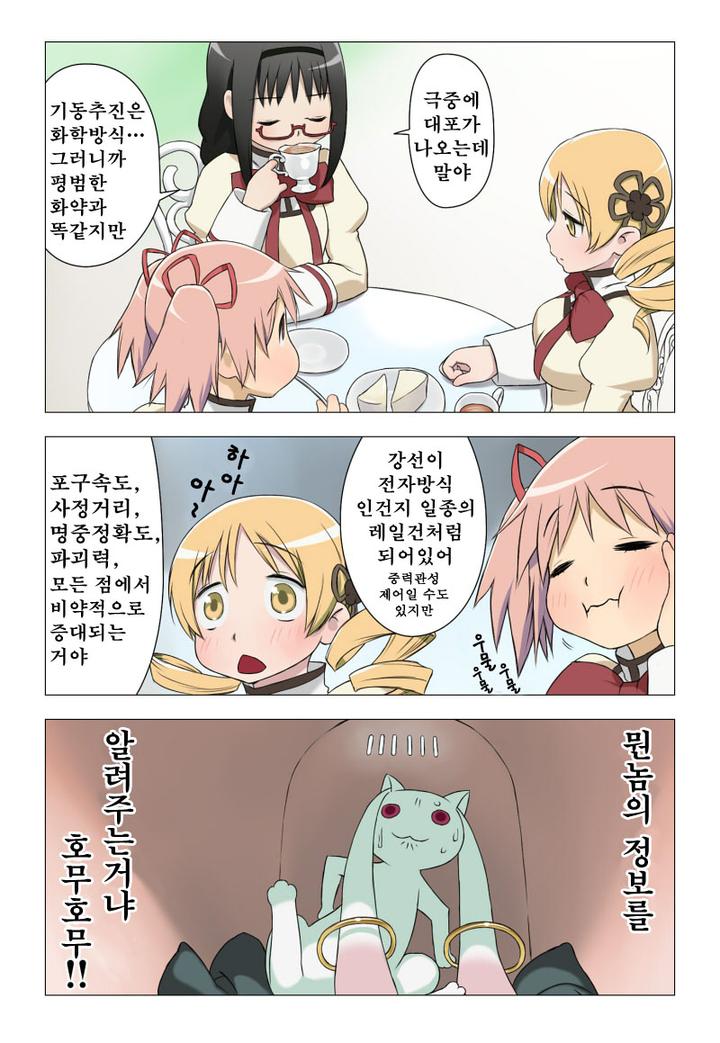 극중에
대포가
나오는데
말야
기동추진은
화학방식…
그러니까
평범한
화약과
똑같지만
강선이
전자방식
인건지 일종의
레일건처럼
되어있어
중력관성
제어일 수도
있지만
우물
우물
우물
하
아
아~
포구속도,
사정거리,
명중정확도,
파괴력,
모든 점에서
비약적으로
증대되는
거야
뭔놈의 정보를
알려주는거냐
호무호무!!